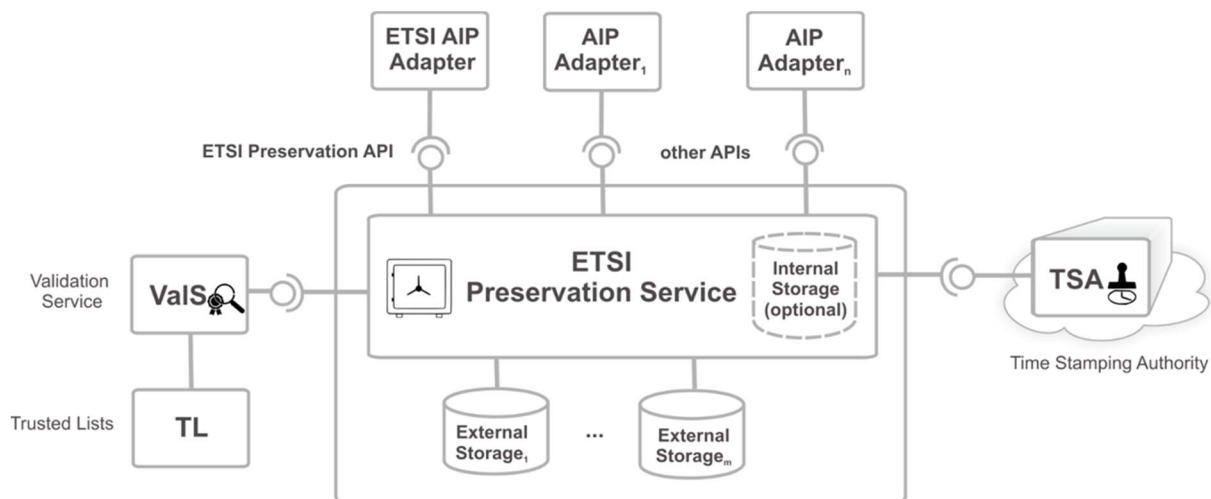 ETSI AIP
Adapter
AIP
Adapter₁
AIP
Adapterₙ
ETSI Preservation API
other APIs
Validation
Service
ValS
ETSI
Preservation Service
Internal
Storage
(optional)
TSA
Time Stamping Authority
Trusted Lists
TL
External
Storage₁
...
External
Storageₘ